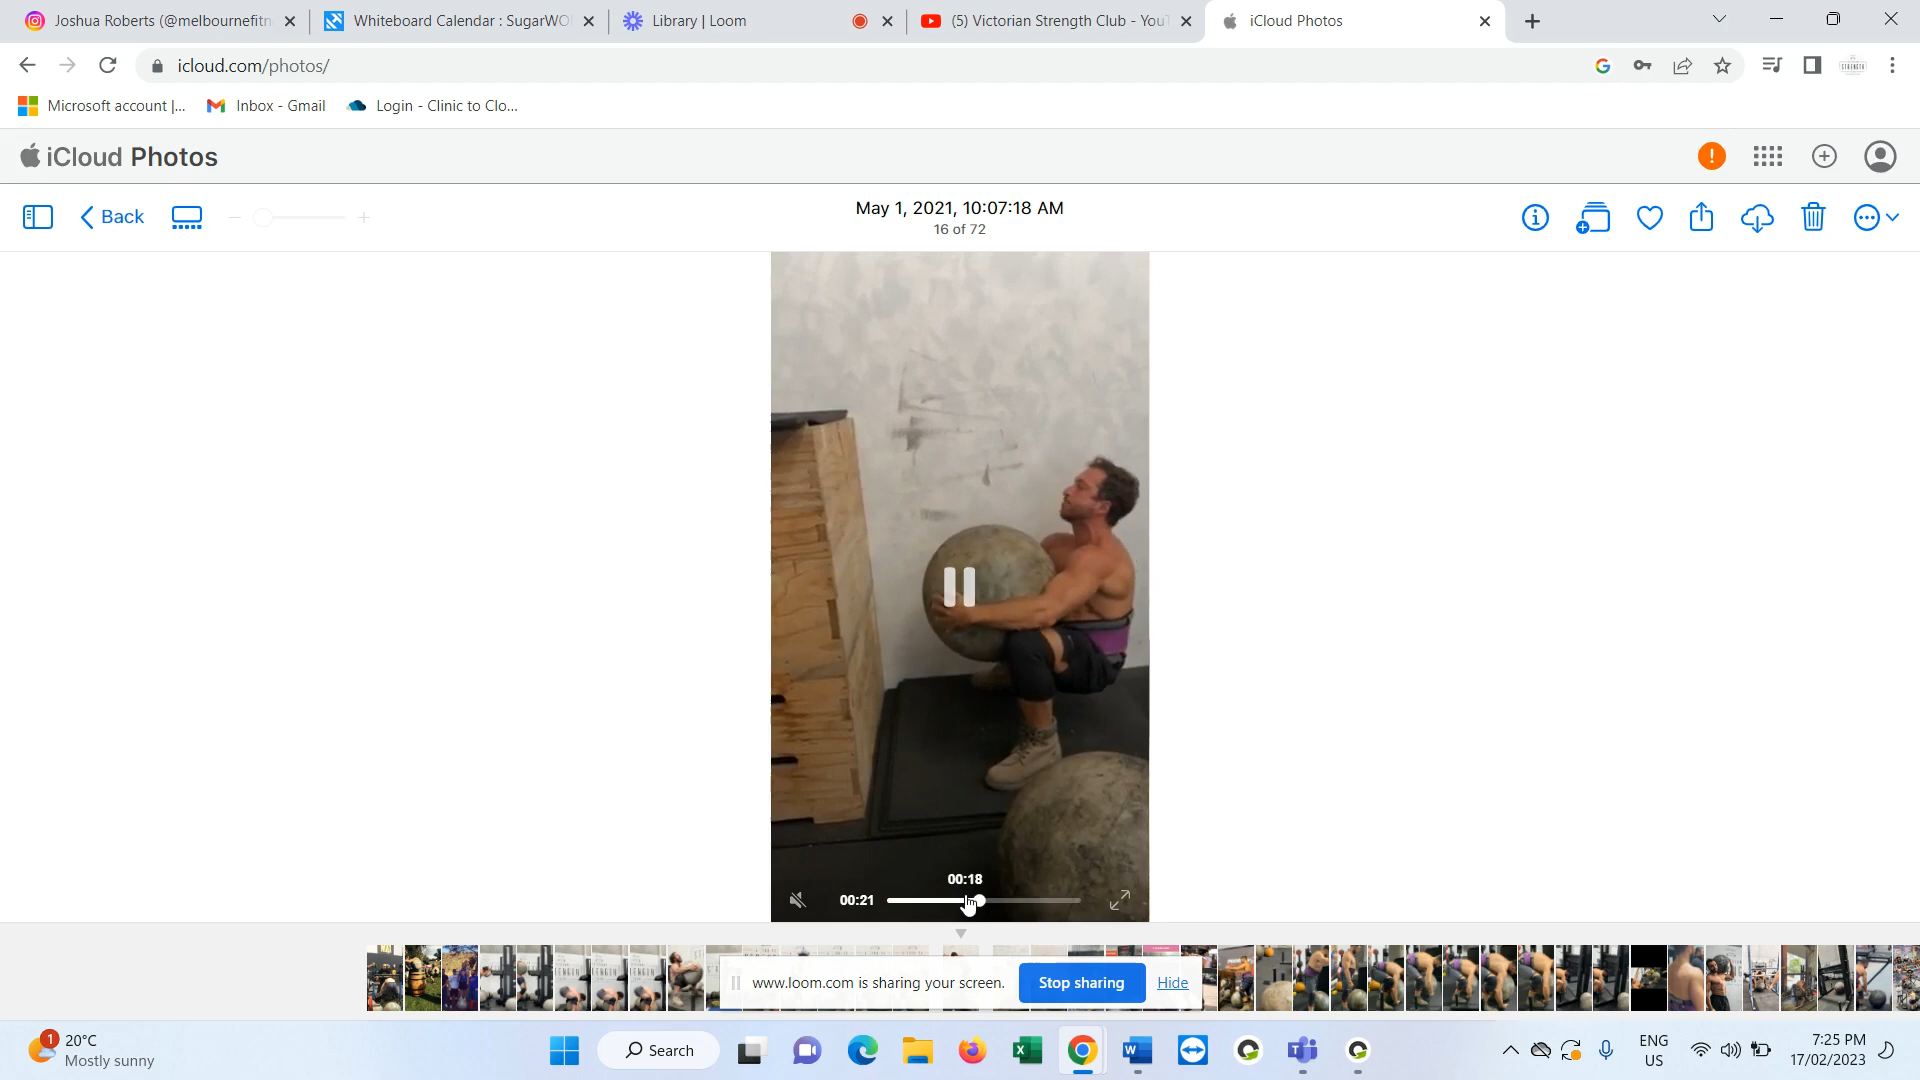 Joshua Roberts (@melbournefitn
Whiteboard Calendar : SugarWO
Library | Loom
(5) Victorian Strength Club - YouT
iCloud Photos
icloud.com/photos/
Microsoft account |...
Inbox - Gmail
Login - Clinic to Clo...
iCloud Photos
Back
May 1, 2021, 10:07:18 AM
16 of 72
00:18
00:21
www.loom.com is sharing your screen.
Stop sharing
Hide
1
20°C
Mostly sunny
Search
ENG
US
7:25 PM
17/02/2023